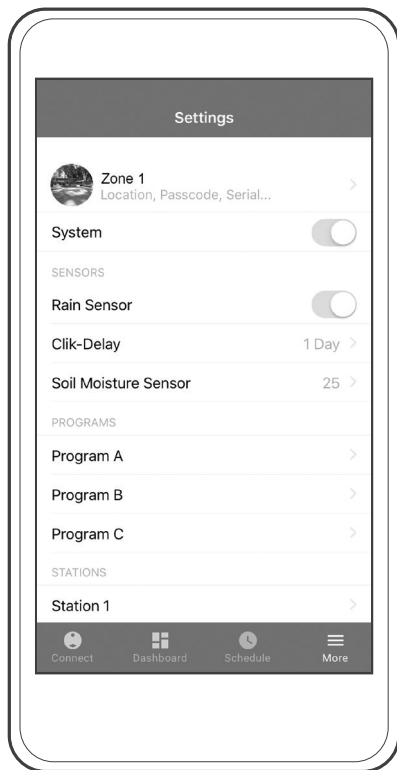 Settings
Zone 1
Location, Passcode, Serial...
System
SENSORS
Rain Sensor
Clik-Delay 1 Day
Soil Moisture Sensor 25
PROGRAMS
Program A
Program B
Program C
STATIONS
Station 1
Connect Dashboard Schedule More